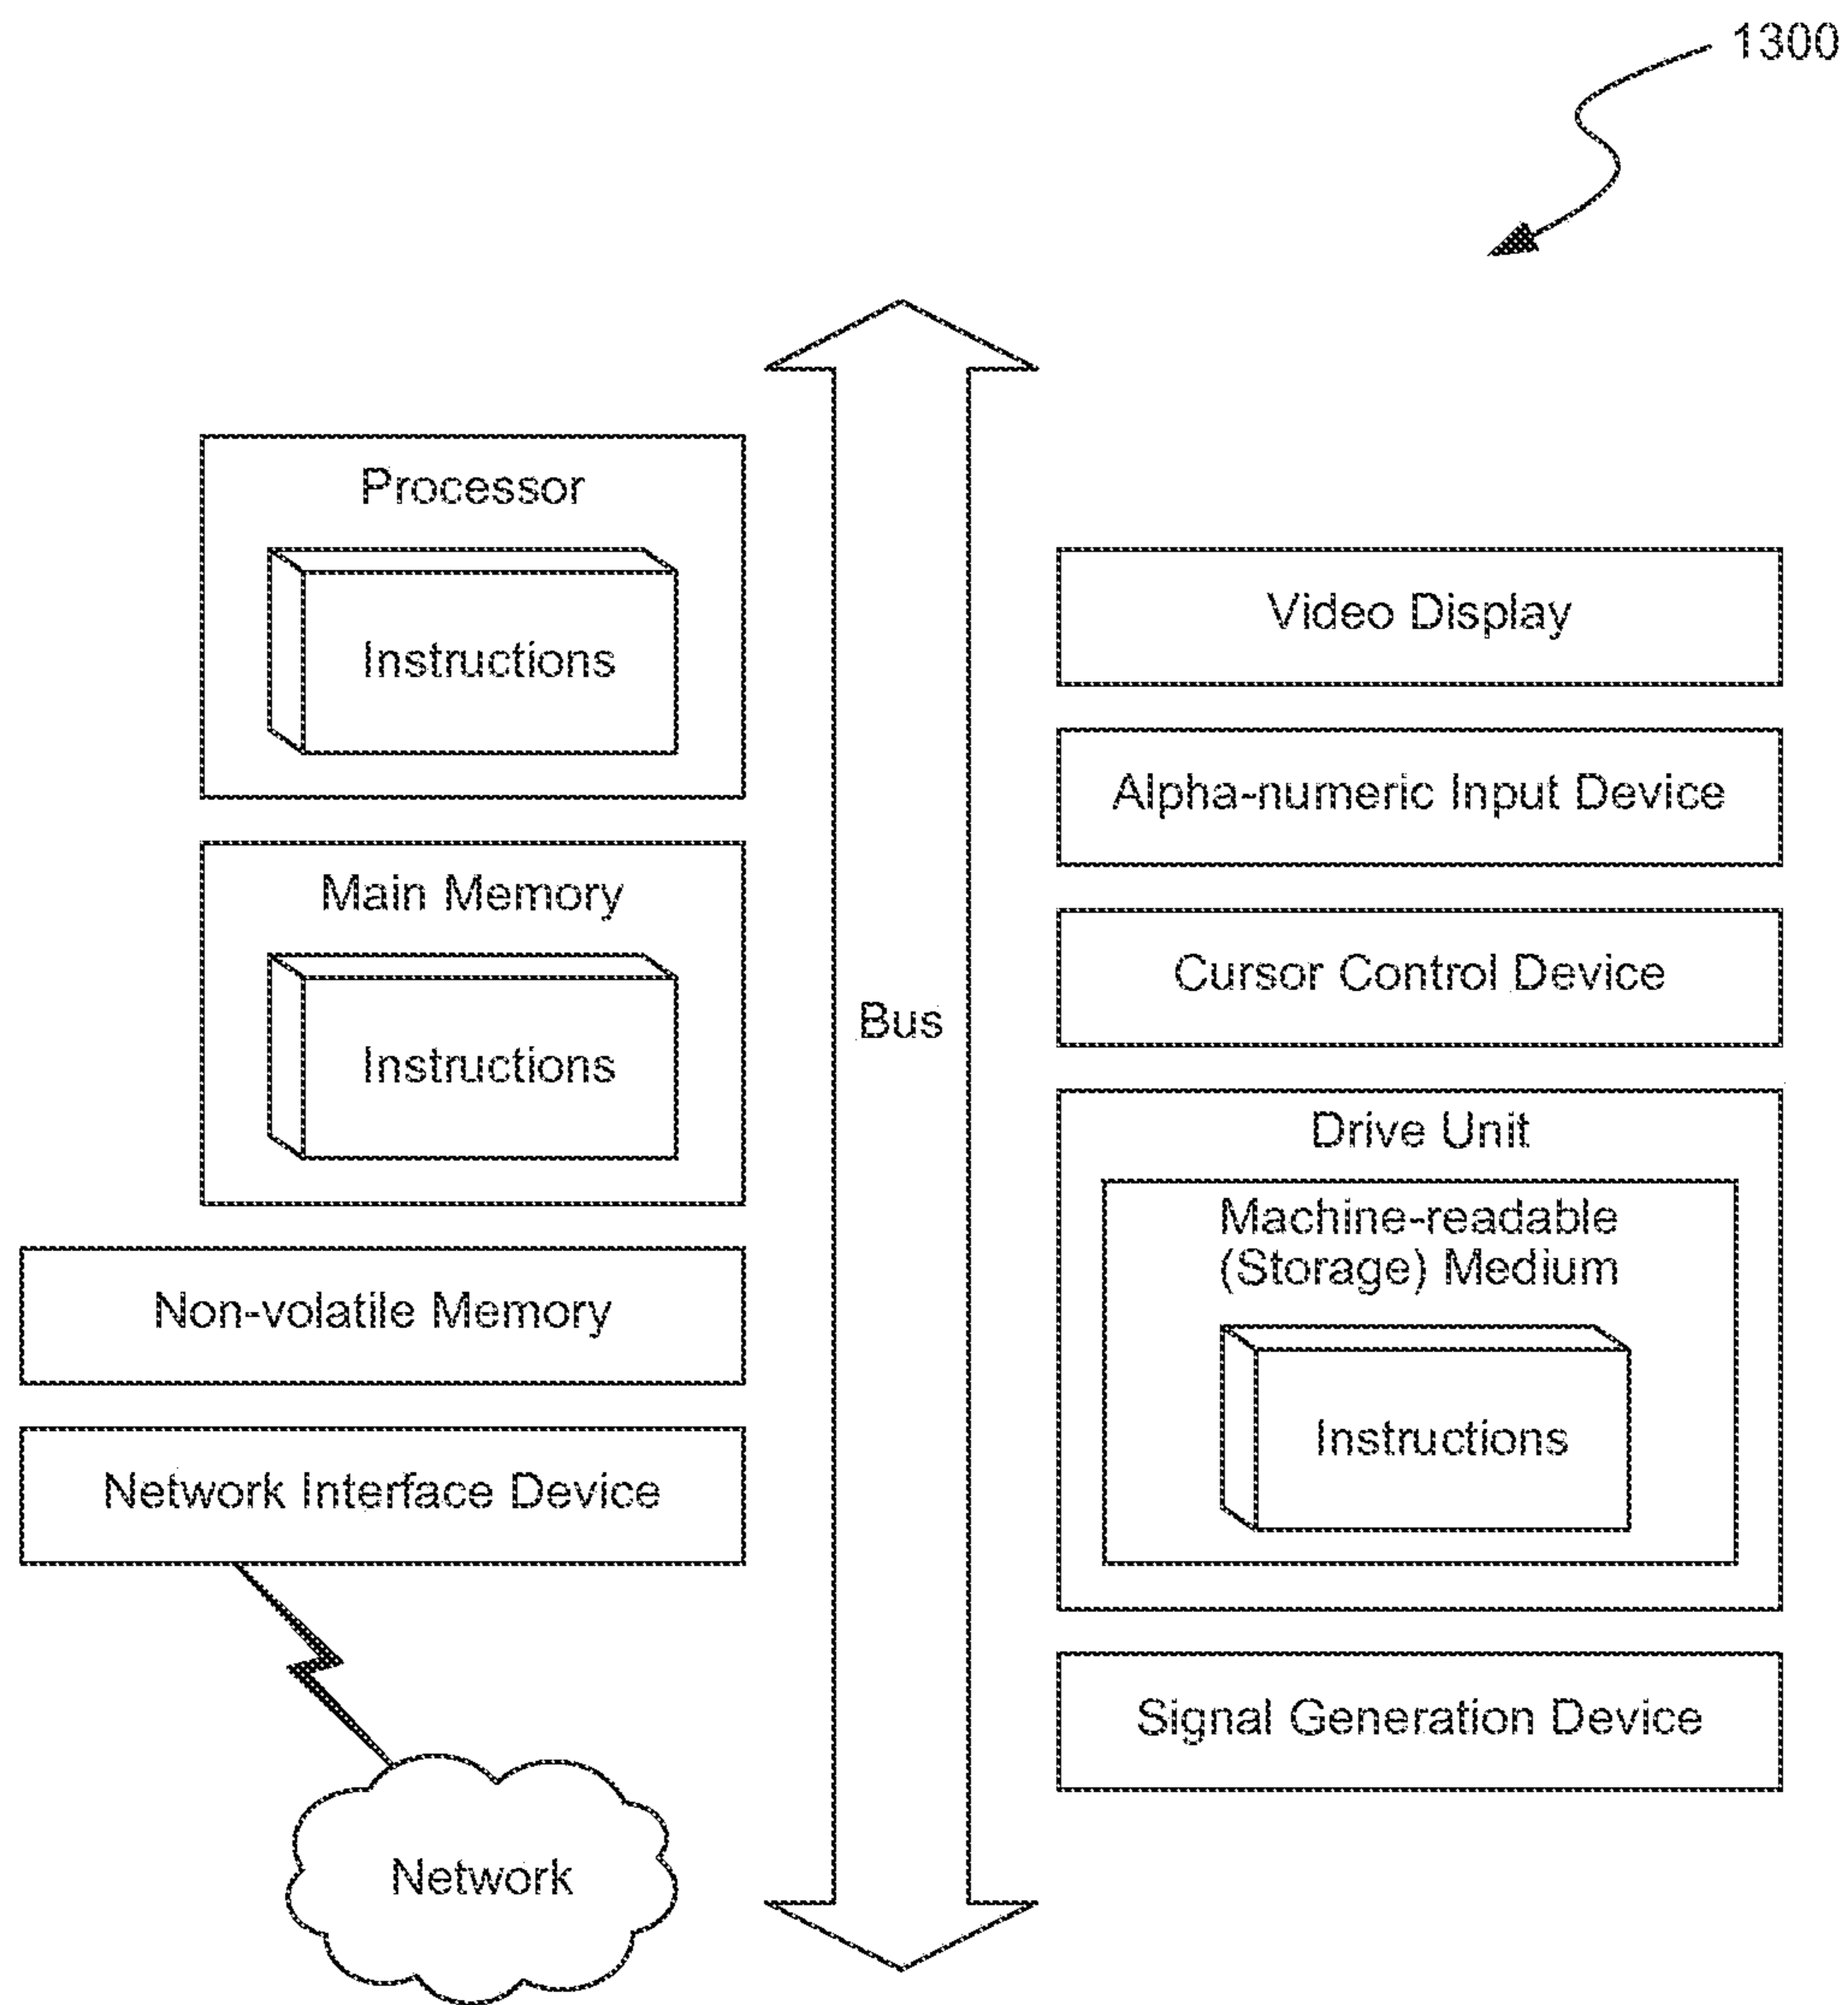 1300
Processor
Instructions
Main Memory
Instructions
Non-volatile Memory
Network Interface Device
Network
Bus
Video Display
Alpha-numeric Input Device
Cursor Control Device
Drive Unit
Machine-readable
(Storage) Medium
Instructions
Signal Generation Device